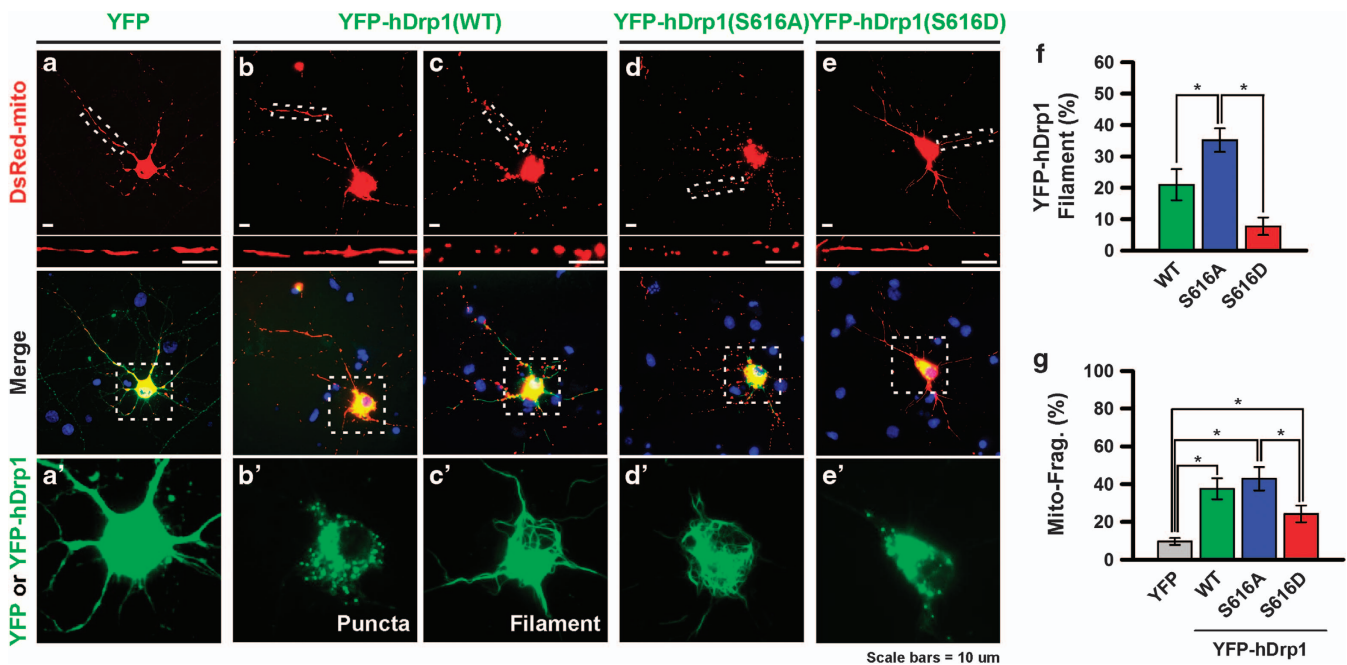 YFP YFP-hDrp1(WT) YFP-hDrp1(S616A) YFP-hDrp1(S616D)
a b c d e
DsRed-mito
Merge
a’ b’ c’ d’ e’
YFP or YFP-hDrp1
Puncta Filament
Scale bars = 10 um
f
YFP-hDrp1
Filament (%)
60
50
40
30
20
10
0
* *
WT S616A S616D
g
Mito-Frag. (%)
100
80
60
40
20
0
*
* *
*
YFP WT S616A S616D
YFP-hDrp1